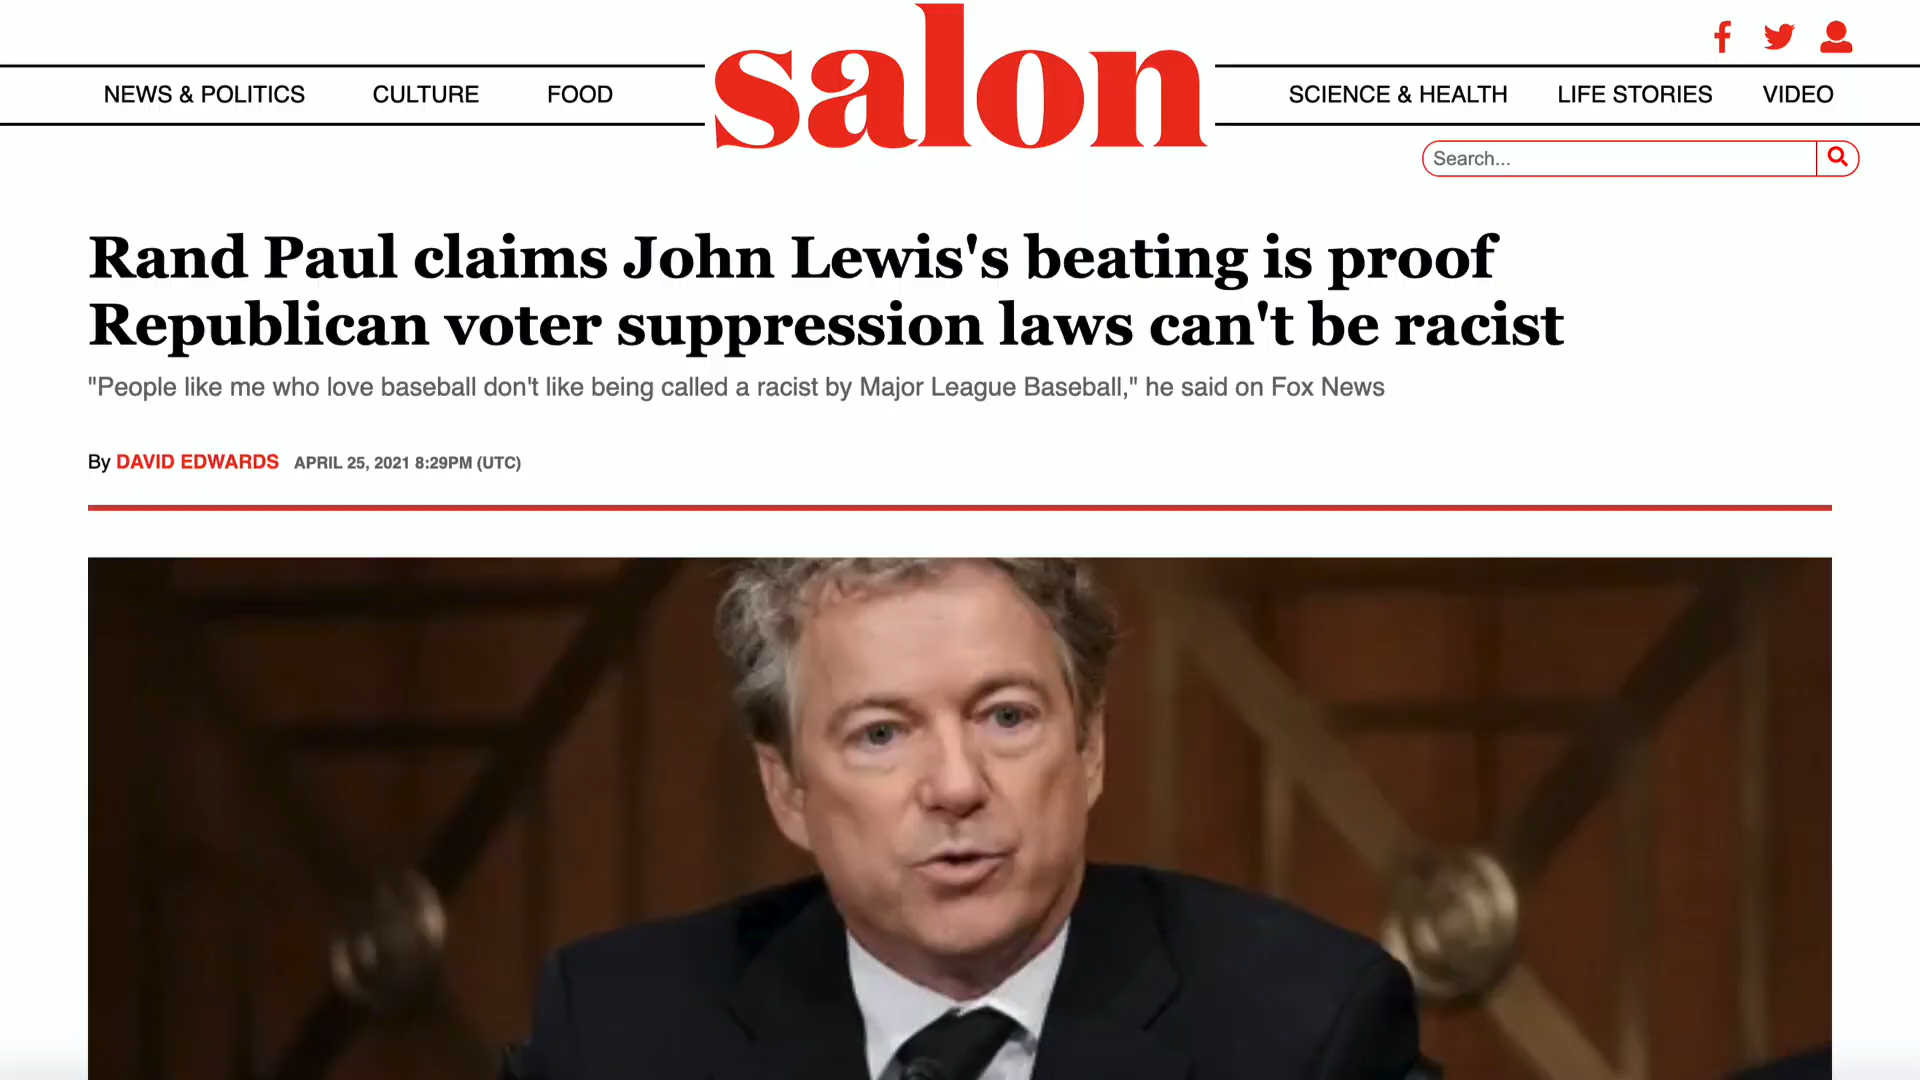 salon
NEWS & POLITICS CULTURE FOOD SCIENCE & HEALTH LIFE STORIES VIDEO
Search...
Rand Paul claims John Lewis's beating is proof
Republican voter suppression laws can't be racist
"People like me who love baseball don't like being called a racist by Major League Baseball," he said on Fox News
By DAVID EDWARDS APRIL 25, 2021 8:29PM (UTC)